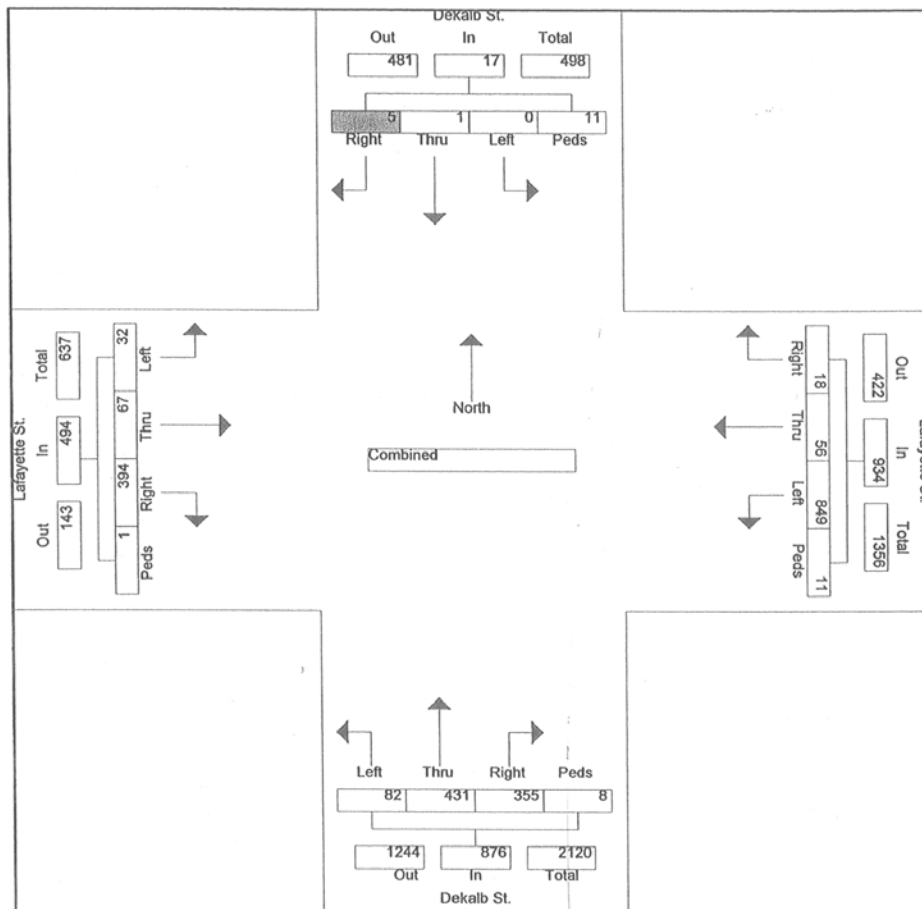 Dekalb St.
Out In Total
481 17 498
5 1 0 11
Right Thru Left Peds
Lafayette St.
Total In Out
637 494 143
32 67 394 1
Left Thru Right Peds
North
Combined
Right Thru Left Peds
18 56 849 11
Out In Total
422 934 1356
Lafayette St.
Left Thru Right Peds
82 431 355 8
1244 876 2120
Out In Total
Dekalb St.